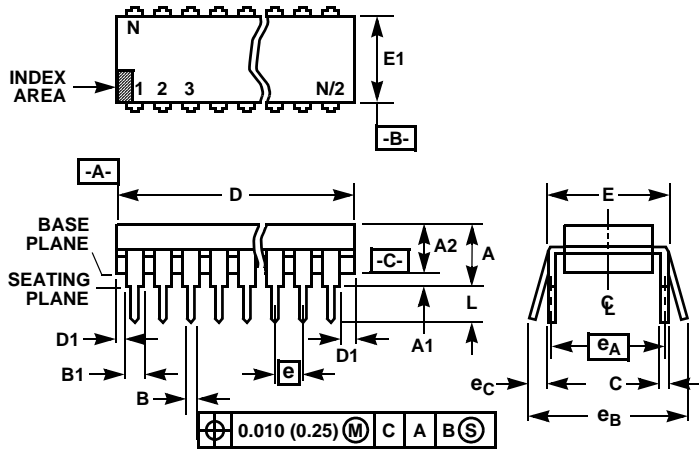 N
E1
INDEX
AREA
1 2 3 N/2
-B-
-A-
D
E
BASE
PLANE
A2
A
-C-
SEATING
PLANE
L
℄
D1
A1
D1
eA
B1
e
eC
C
B
eB
0.010 (0.25) Ⓜ C A B Ⓢ